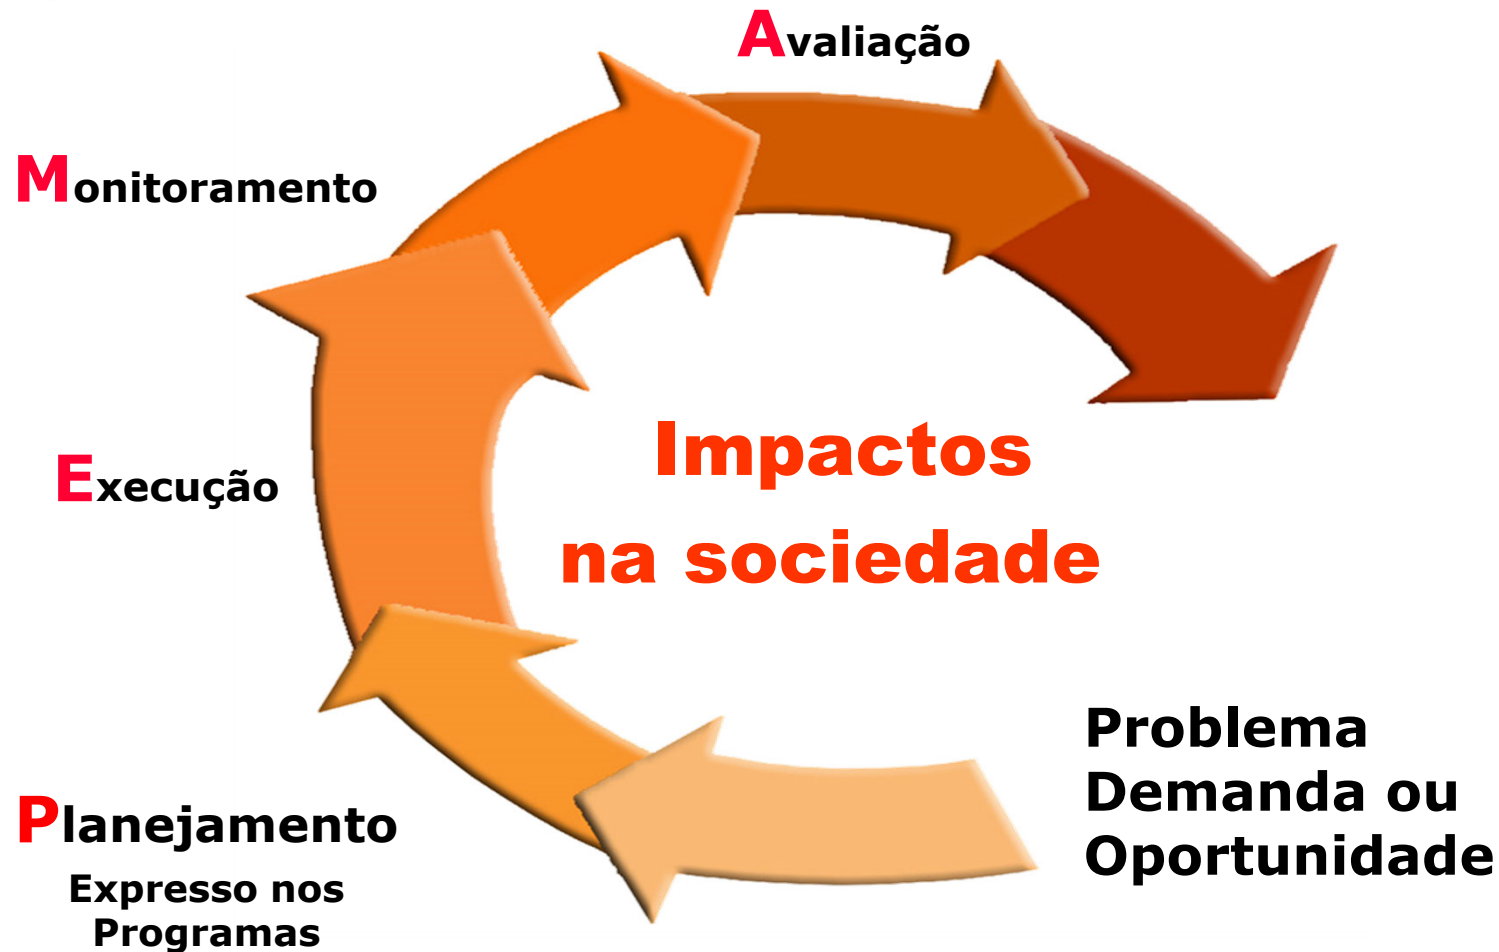 Avaliação
Monitoramento
Execução
Impactos
na sociedade
Planejamento
Expresso nos
Programas
Problema
Demanda ou
Oportunidade